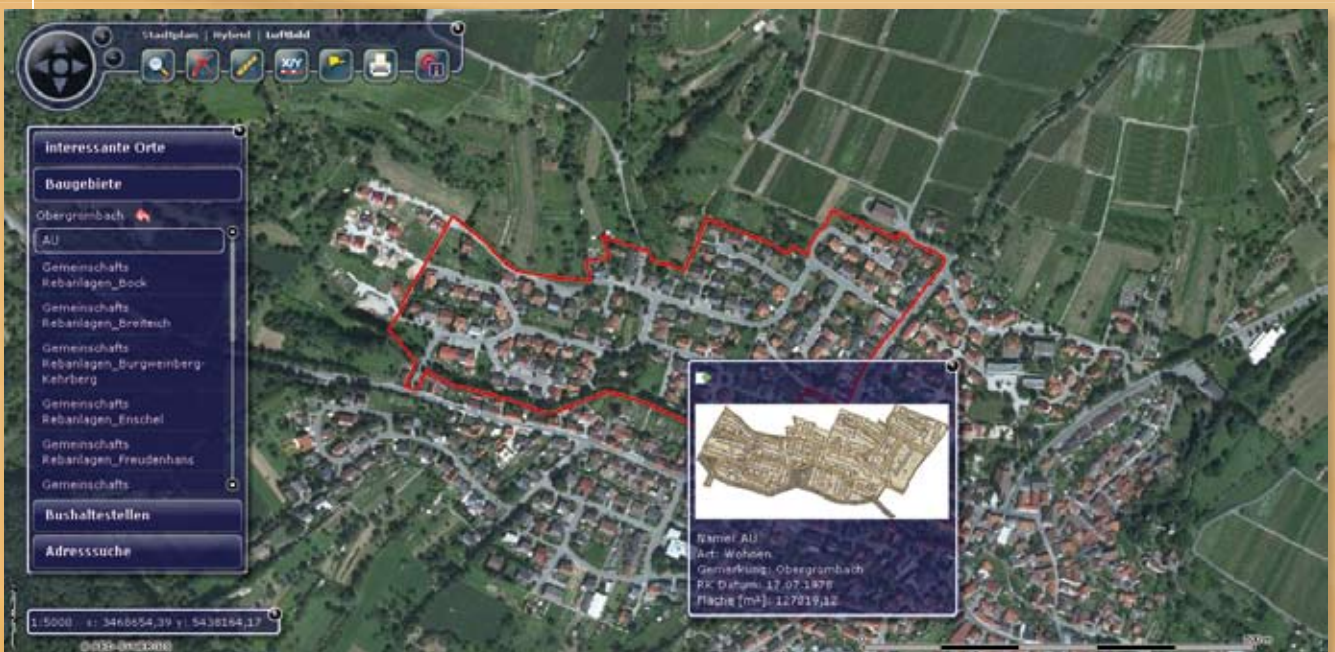 Stadtplan | Hybrid | Luftbild
X/Y
interessante Orte
Baugebiete
Obergrombach
AU
Gemeinschafts
Rebanlagen_Bock
Gemeinschafts
Rebanlagen_Breiteich
Gemeinschafts
Rebanlagen_Burgweinberg-
Kehrberg
Gemeinschafts
Rebanlagen_Enschel
Gemeinschafts
Rebanlagen_Freudenhans
Gemeinschafts
Bushaltestellen
Adresssuche
Name: AU
Art: Wohnen
Gemerkung: Obergrombach
RK Datum: 17.07.1978
Fläche [m²]: 127819,12
1:5000 x: 3468654,39 y: 5438164,17